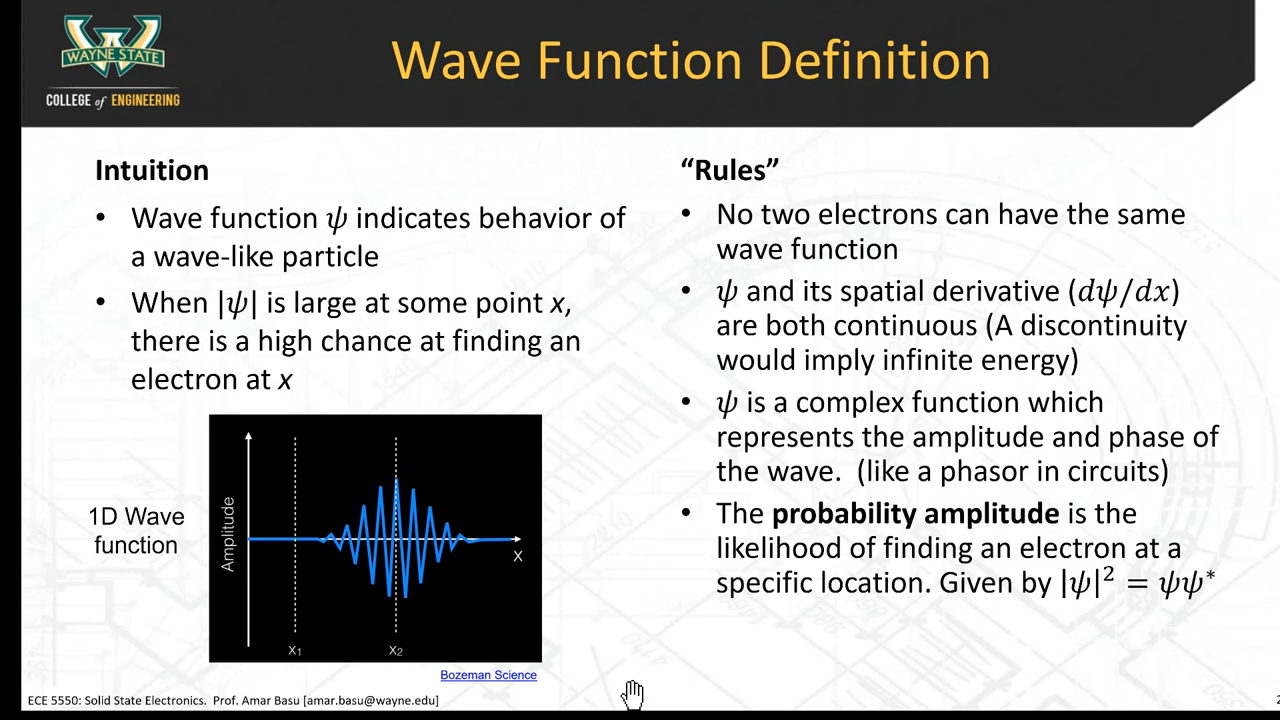 WAYNE STATE
COLLEGE of ENGINEERING
Wave Function Definition
Intuition
• Wave function ψ indicates behavior of
a wave-like particle
• When |ψ| is large at some point x,
there is a high chance at finding an
electron at x
1D Wave
function
Amplitude
X
X₁
X₂
Bozeman Science
“Rules”
• No two electrons can have the same
wave function
• ψ and its spatial derivative (dψ/dx)
are both continuous (A discontinuity
would imply infinite energy)
• ψ is a complex function which
represents the amplitude and phase of
the wave. (like a phasor in circuits)
• The probability amplitude is the
likelihood of finding an electron at a
specific location. Given by |ψ|² = ψψ*
ECE 5550: Solid State Electronics. Prof. Amar Basu [amar.basu@wayne.edu]